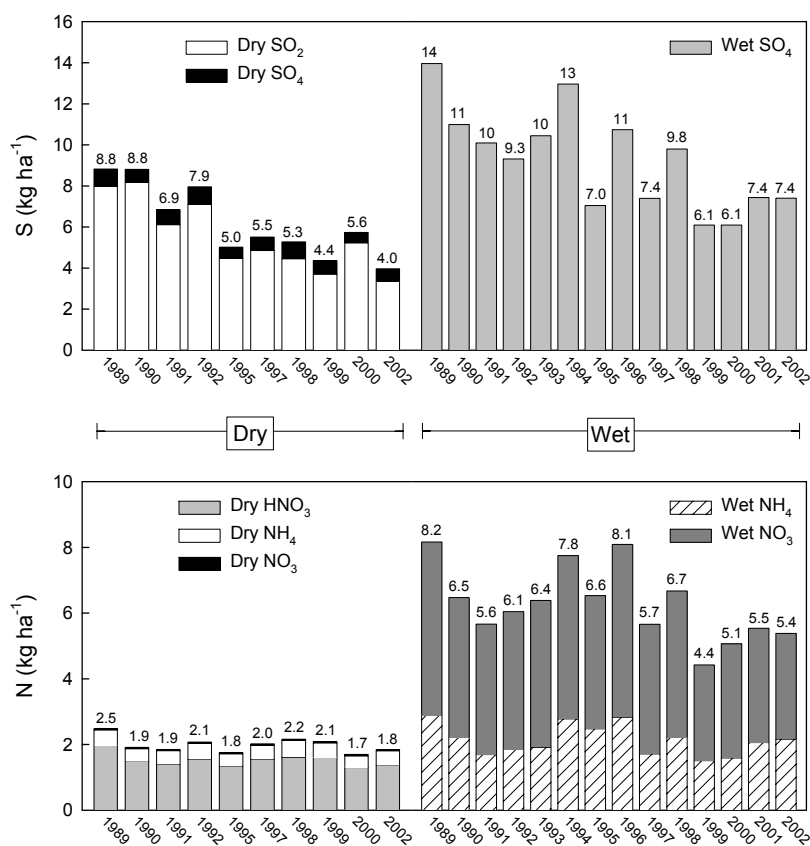 S (kg ha⁻¹)
16
14
12
10
8
6
4
2
0
Dry SO₂
Dry SO₄
Wet SO₄
8.8 8.8 6.9 7.9 5.0 5.5 5.3 4.4 5.6 4.0
14 11 10 9.3 10 13 7.0 11 7.4 9.8 6.1 6.1 7.4 7.4
1989 1990 1991 1992 1995 1997 1998 1999 2000 2002
1989 1990 1991 1992 1993 1994 1995 1996 1997 1998 1999 2000 2001 2002
Dry
Wet
N (kg ha⁻¹)
10
8
6
4
2
0
Dry HNO₃
Dry NH₄
Dry NO₃
Wet NH₄
Wet NO₃
2.5 1.9 1.9 2.1 1.8 2.0 2.2 2.1 1.7 1.8
8.2 6.5 5.6 6.1 6.4 7.8 6.6 8.1 5.7 6.7 4.4 5.1 5.5 5.4
1989 1990 1991 1992 1995 1997 1998 1999 2000 2002
1989 1990 1991 1992 1993 1994 1995 1996 1997 1998 1999 2000 2001 2002